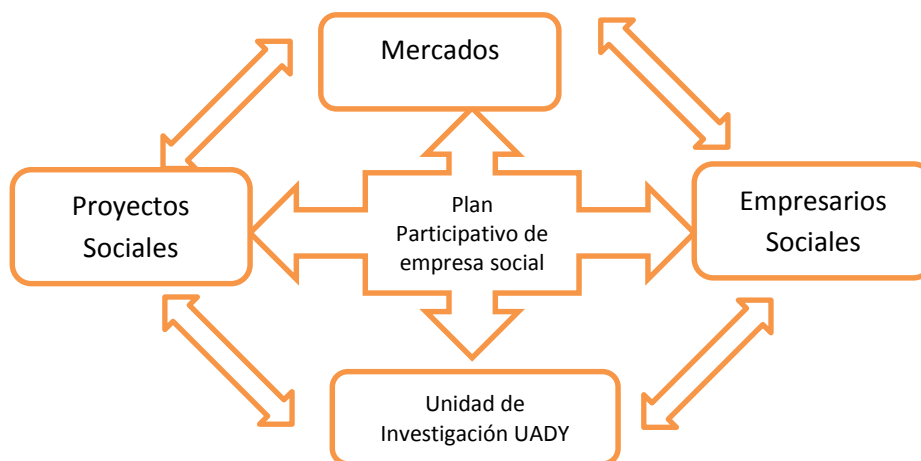 Mercados
Proyectos
Sociales
Plan
Participativo de
empresa social
Empresarios
Sociales
Unidad de
Investigación UADY